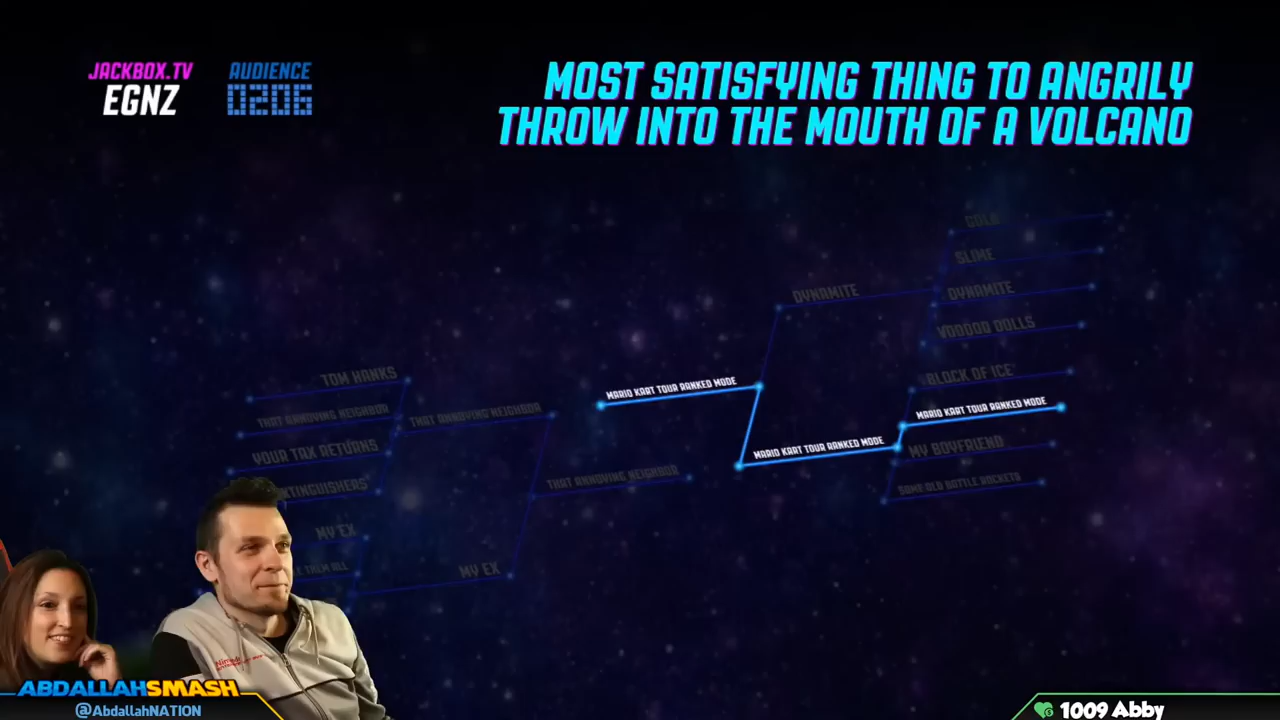 JACKBOX.TV
EGNZ
AUDIENCE
0206
MOST SATISFYING THING TO ANGRILY
THROW INTO THE MOUTH OF A VOLCANO
GOLD
SLIME
DYNAMITE
DYNAMITE
VOODOO DOLLS
BLOCK OF ICE
TOM HANKS
MARIO KART TOUR RANKED MODE
THAT ANNOYING NEIGHBOR
THAT ANNOYING NEIGHBOR
MARIO KART TOUR RANKED MODE
MARIO KART TOUR RANKED MODE
YOUR TAX RETURNS
MY BOYFRIEND
THAT ANNOYING NEIGHBOR
SOME OLD BOTTLE ROCKETS
MY EX
THEM ALL
MY EX
ABDALLAHSMASH
@AbdallahNATION
1009 Abby